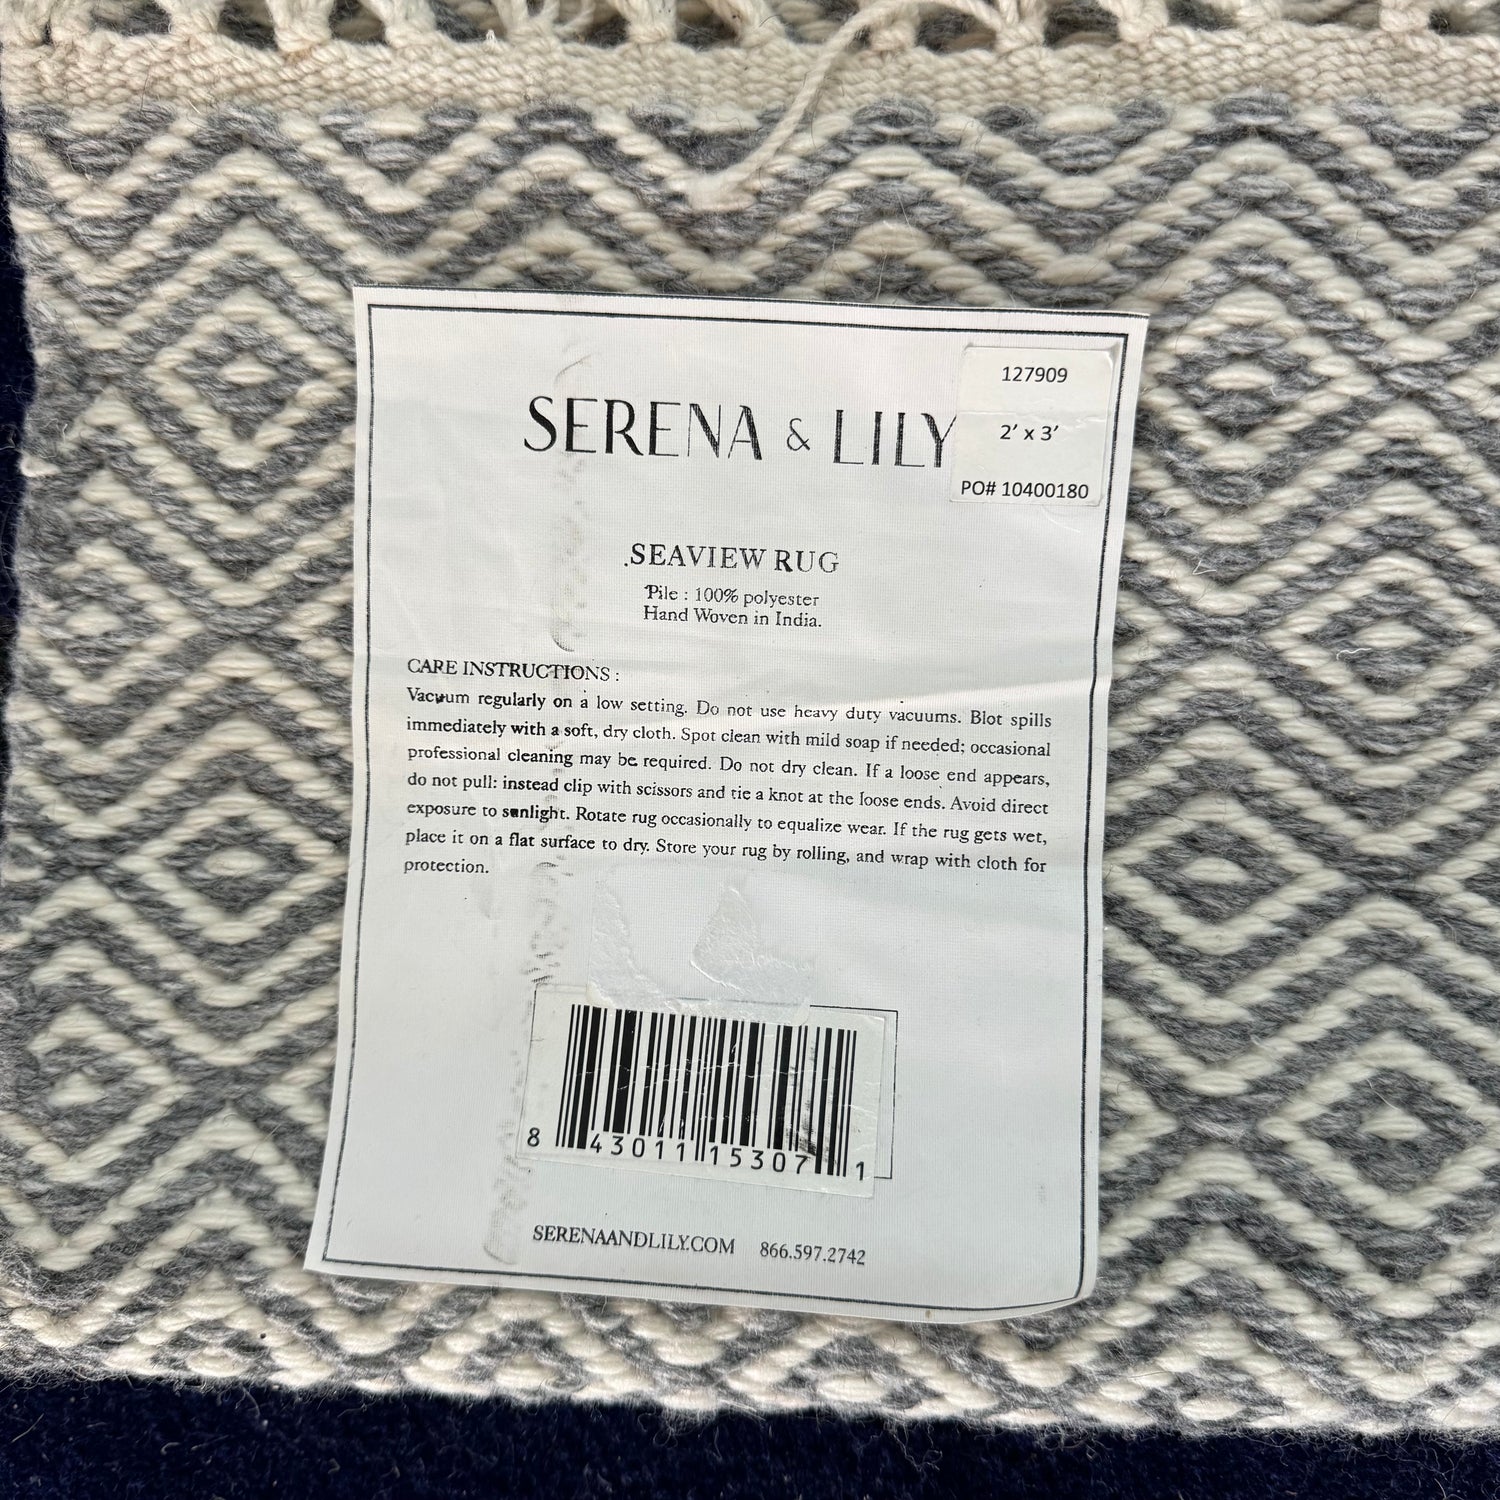 127909
2' x 3'
PO# 10400180
SERENA & LILY
.SEAVIEW RUG
Pile : 100% polyester
Hand Woven in India.
CARE INSTRUCTIONS :
Vacuum regularly on a low setting. Do not use heavy duty vacuums. Blot spills
immediately with a soft, dry cloth. Spot clean with mild soap if needed; occasional
professional cleaning may be required. Do not dry clean. If a loose end appears,
do not pull: instead clip with scissors and tie a knot at the loose ends. Avoid direct
exposure to sunlight. Rotate rug occasionally to equalize wear. If the rug gets wet,
place it on a flat surface to dry. Store your rug by rolling, and wrap with cloth for
protection.
8 43011 15307 1
SERENAANDLILY.COM 866.597.2742